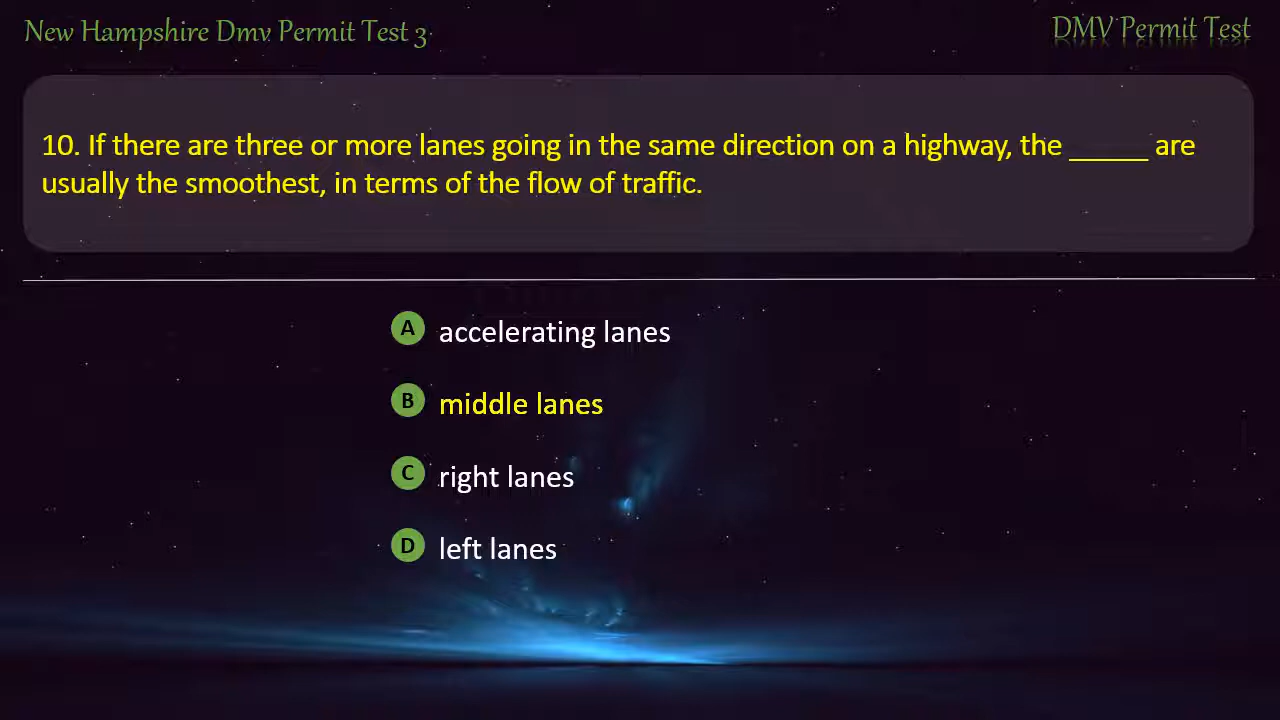 New Hampshire Dmv Permit Test 3
DMV Permit Test
10. If there are three or more lanes going in the same direction on a highway, the _____ are
usually the smoothest, in terms of the flow of traffic.
A accelerating lanes
B middle lanes
C right lanes
D left lanes